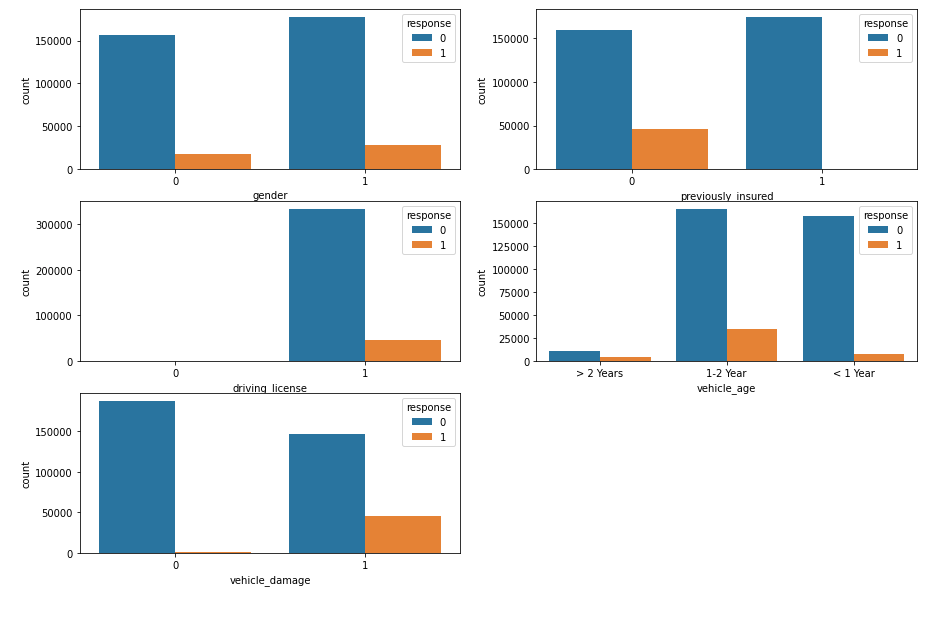 response
0
1
150000
100000
50000
0
count
0
1
gender
response
0
1
150000
100000
50000
0
count
0
1
previously_insured
response
0
1
300000
200000
100000
0
count
0
1
driving_license
response
0
1
175000
150000
125000
100000
75000
50000
25000
0
count
> 2 Years
1-2 Year
< 1 Year
vehicle_age
response
0
1
150000
100000
50000
0
count
0
1
vehicle_damage